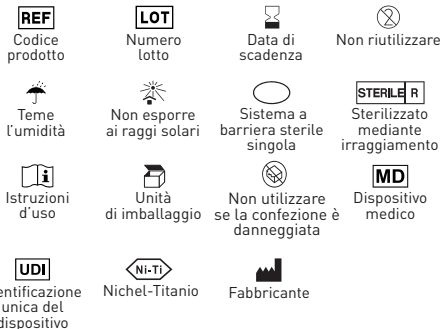 REF
Codice
prodotto
LOT
Numero
lotto
Data di
scadenza
2
Non riutilizzare
Teme
l'umidità
Non esporre
ai raggi solari
Sistema a
barriera sterile
singola
STERILE R
Sterilizzato
mediante
irraggiamento
i
Istruzioni
d'uso
Unità
di imballaggio
Non utilizzare
se la confezione è
danneggiata
MD
Dispositivo
medico
UDI
entificazione
unica del
dispositivo
Ni-Ti
Nichel-Titanio
Fabbricante